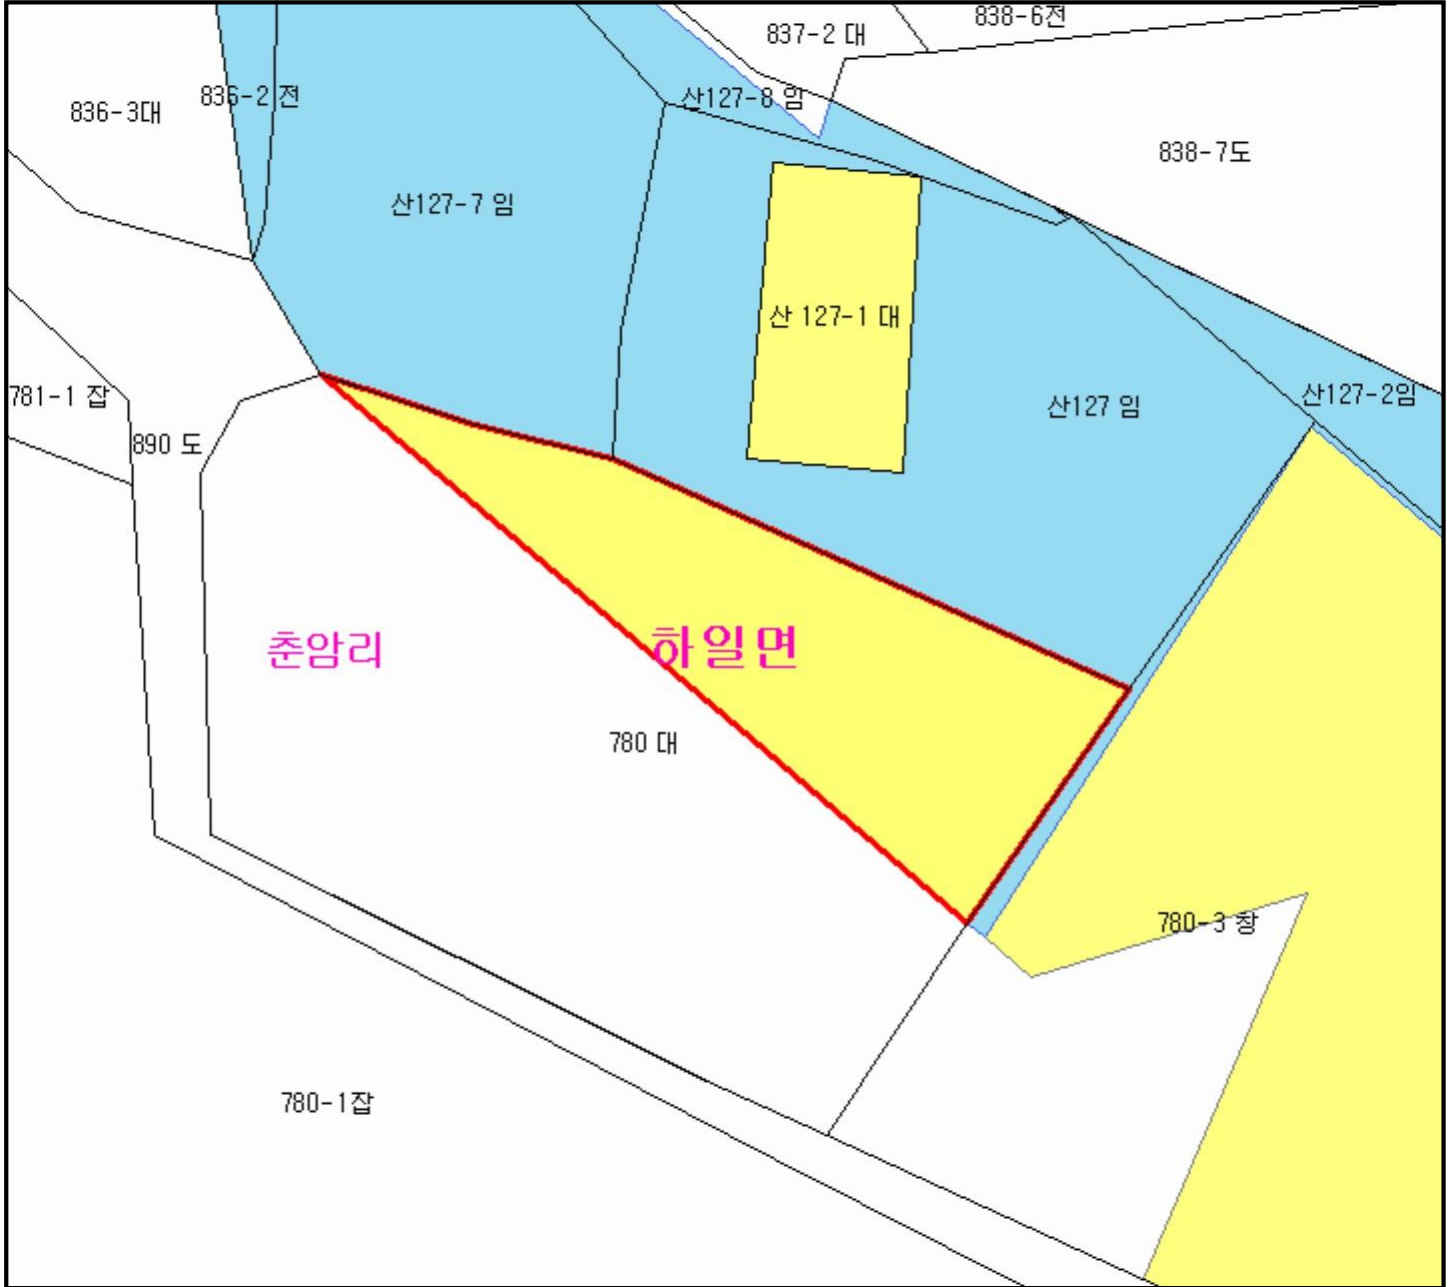 838-6전
837-2 대
836-2 전
산127-8 임
836-3대
838-7도
산127-7 임
산 127-1 대
781-1 잡
산127 임
산127-2임
890 도
춘암리
하일면
780 대
780-3 창
780-1잡